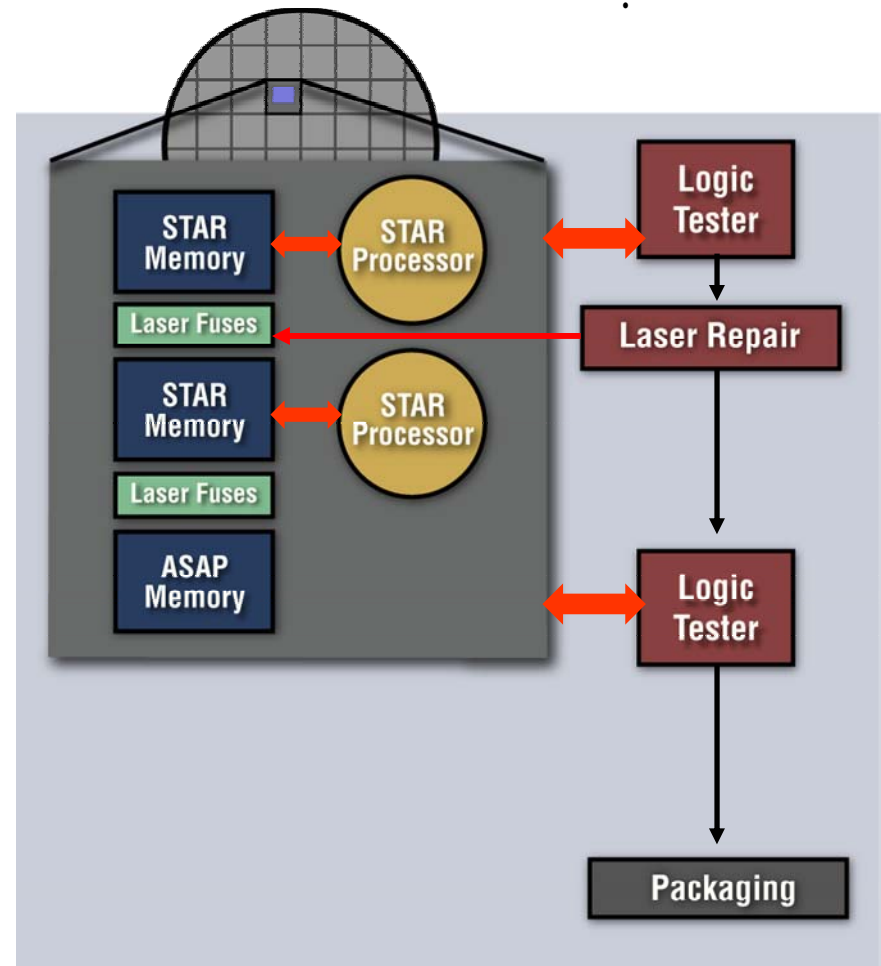 STAR
Memory
STAR
Processor
Logic
Tester
Laser Fuses
Laser Repair
STAR
Memory
STAR
Processor
Laser Fuses
ASAP
Memory
Logic
Tester
Packaging